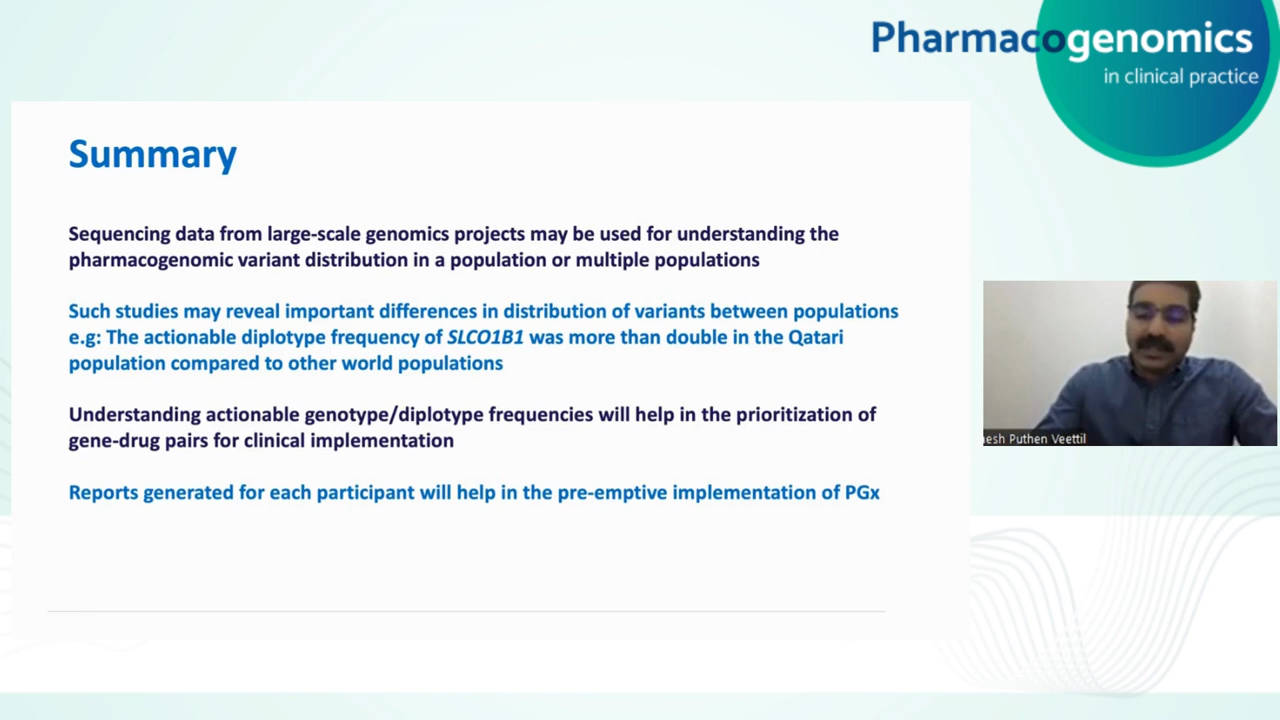 Pharmacogenomics
in clinical practice
Summary
Sequencing data from large-scale genomics projects may be used for understanding the
pharmacogenomic variant distribution in a population or multiple populations
Such studies may reveal important differences in distribution of variants between populations
e.g: The actionable diplotype frequency of SLCO1B1 was more than double in the Qatari
population compared to other world populations
Understanding actionable genotype/diplotype frequencies will help in the prioritization of
gene-drug pairs for clinical implementation
Reports generated for each participant will help in the pre-emptive implementation of PGx
Puthen Veettil